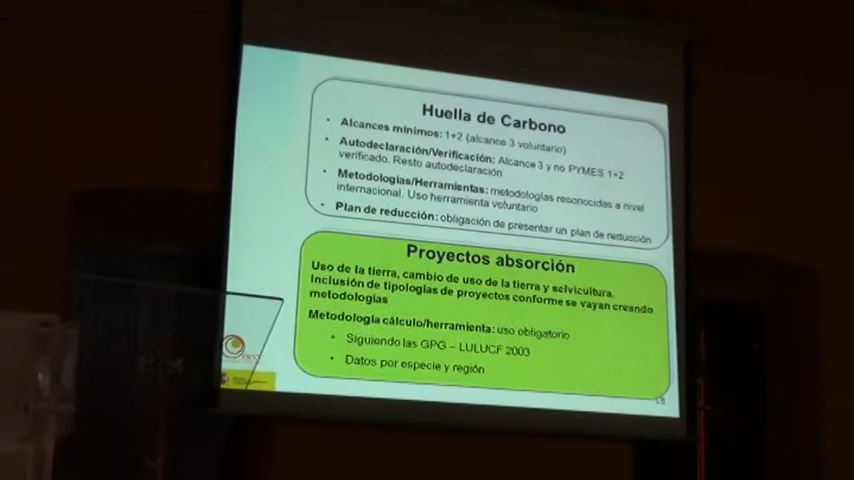 Huella de Carbono
• Alcances mínimos: 1+2 (alcance 3 voluntario)
• Autodeclaración/Verificación: Alcance 3 y no PYMES 1+2
verificado. Resto autodeclaración
• Metodologías/Herramientas: metodologías reconocidas a nivel
internacional. Uso herramienta voluntario
• Plan de reducción: obligación de presentar un plan de reducción
Proyectos absorción
Uso de la tierra, cambio de uso de la tierra y selvicultura.
Inclusión de tipologías de proyectos conforme se vayan creando
metodologías
Metodología cálculo/herramienta: uso obligatorio
• Siguiendo las GPG – LULUCF 2003
• Datos por especie y región
18